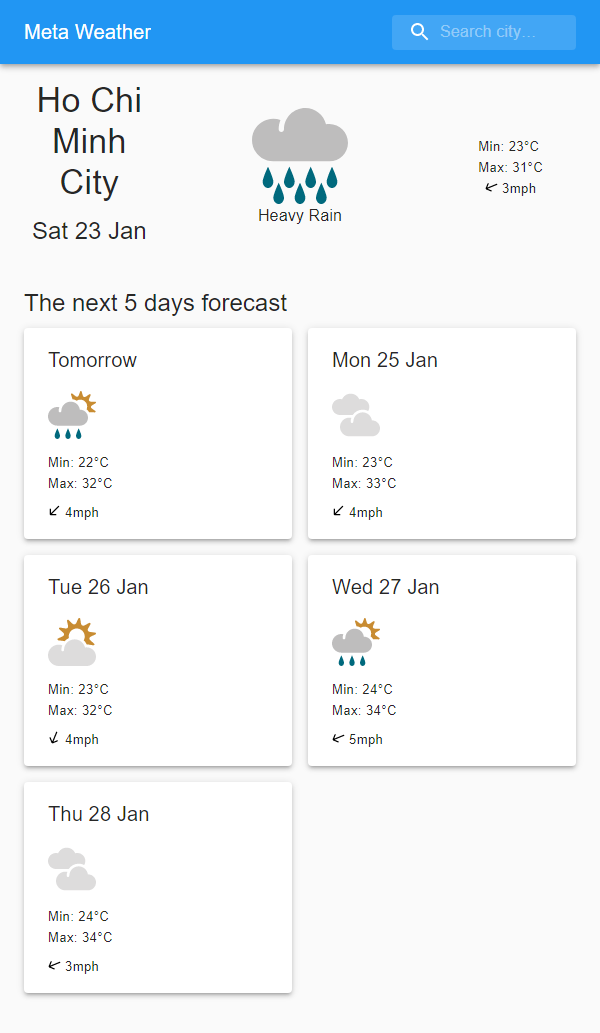 Meta Weather
Search city...
Ho Chi
Minh
City
Sat 23 Jan
Heavy Rain
Min: 23°C
Max: 31°C
3mph
The next 5 days forecast
Tomorrow
Min: 22°C
Max: 32°C
4mph
Mon 25 Jan
Min: 23°C
Max: 33°C
4mph
Tue 26 Jan
Min: 23°C
Max: 32°C
4mph
Wed 27 Jan
Min: 24°C
Max: 34°C
5mph
Thu 28 Jan
Min: 24°C
Max: 34°C
3mph